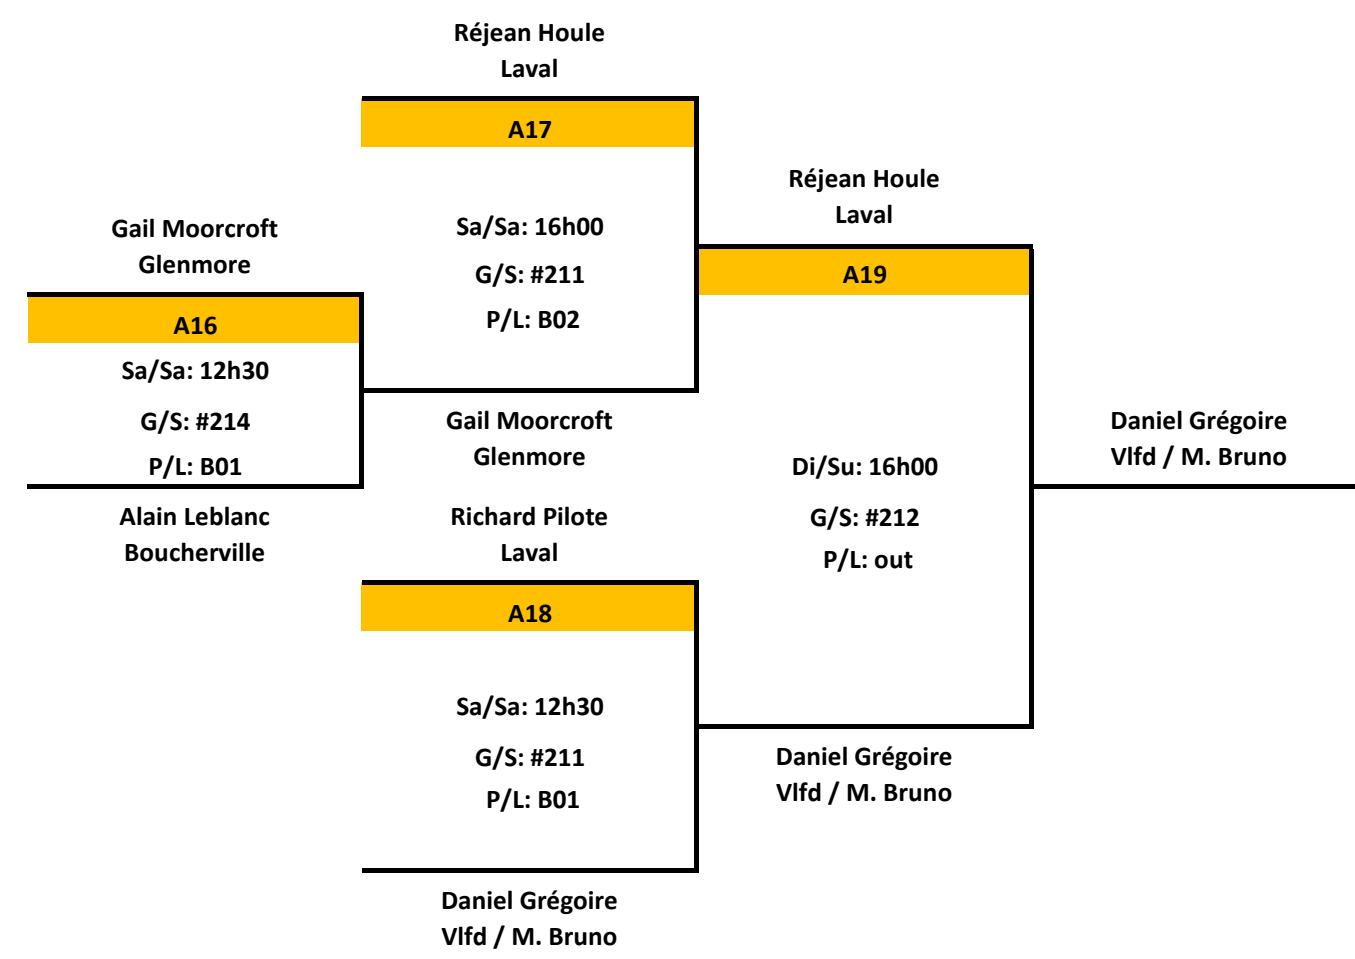 Réjean Houle
Laval
A17
Sa/Sa: 16h00
G/S: #211
P/L: B02
Gail Moorcroft
Glenmore
A16
Sa/Sa: 12h30
G/S: #214
P/L: B01
Alain Leblanc
Boucherville
Gail Moorcroft
Glenmore
Richard Pilote
Laval
A18
Sa/Sa: 12h30
G/S: #211
P/L: B01
Daniel Grégoire
Vlfd / M. Bruno
Réjean Houle
Laval
A19
Di/Su: 16h00
G/S: #212
P/L: out
Daniel Grégoire
Vlfd / M. Bruno
Daniel Grégoire
Vlfd / M. Bruno